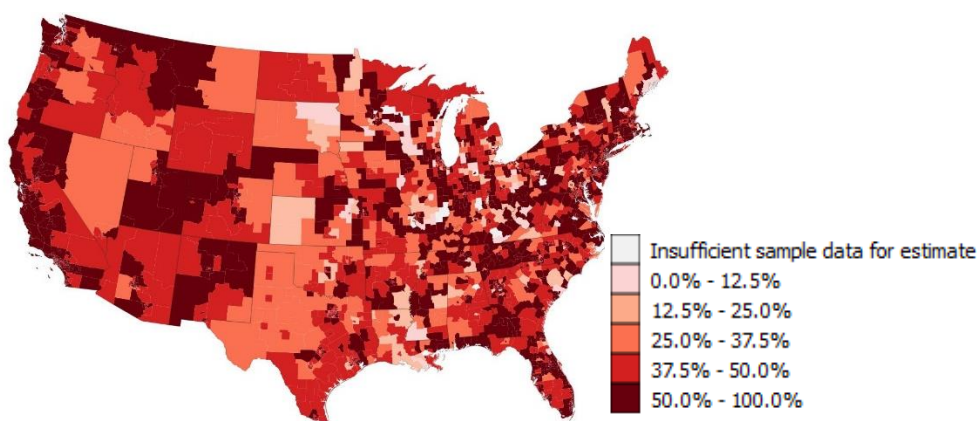 Insufficient sample data for estimate
0.0% - 12.5%
12.5% - 25.0%
25.0% - 37.5%
37.5% - 50.0%
50.0% - 100.0%